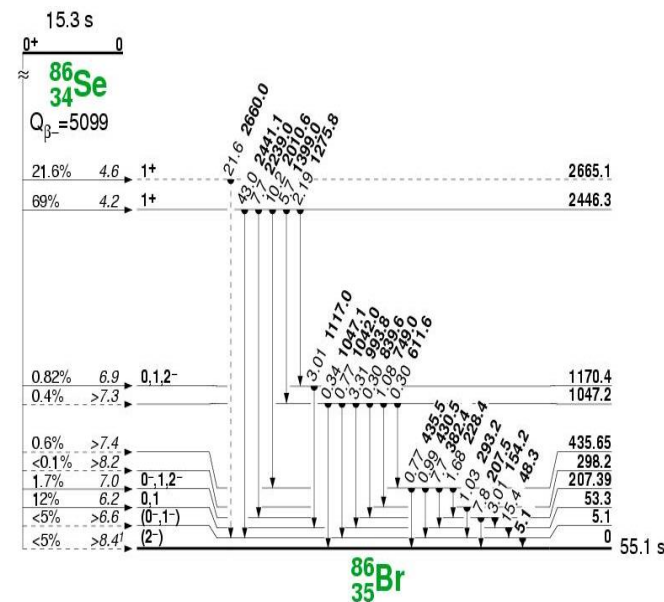 15.3 s
0+ 0
≈
86
34Se
Qβ−=5099
21.6 2660.0
43.0 2441.1
7.7 2239.0
10.2 2010.6
5.7 1399.0
2.19 1275.8
21.6% 4.6 1+ 2665.1
69% 4.2 1+ 2446.3
3.01 1117.0
0.34 1047.1
0.77 1042.0
3.31 993.8
0.30 839.6
1.08 749.0
0.30 611.6
0.82% 6.9 0,1,2− 1170.4
0.4% >7.3 1047.2
0.77 435.5
0.99 430.5
7.7 382.4
1.68 228.4
1.03 293.2
7.8 207.5
3.01 154.2
15.4 48.3
5.1
0.6% >7.4 435.65
<0.1% >8.2 298.2
1.7% 7.0 0−,1,2− 207.39
12% 6.2 0,1 53.3
<5% >6.6 (0−,1−) 5.1
<5% >8.4¹ (2−) 0
55.1 s
86
35Br